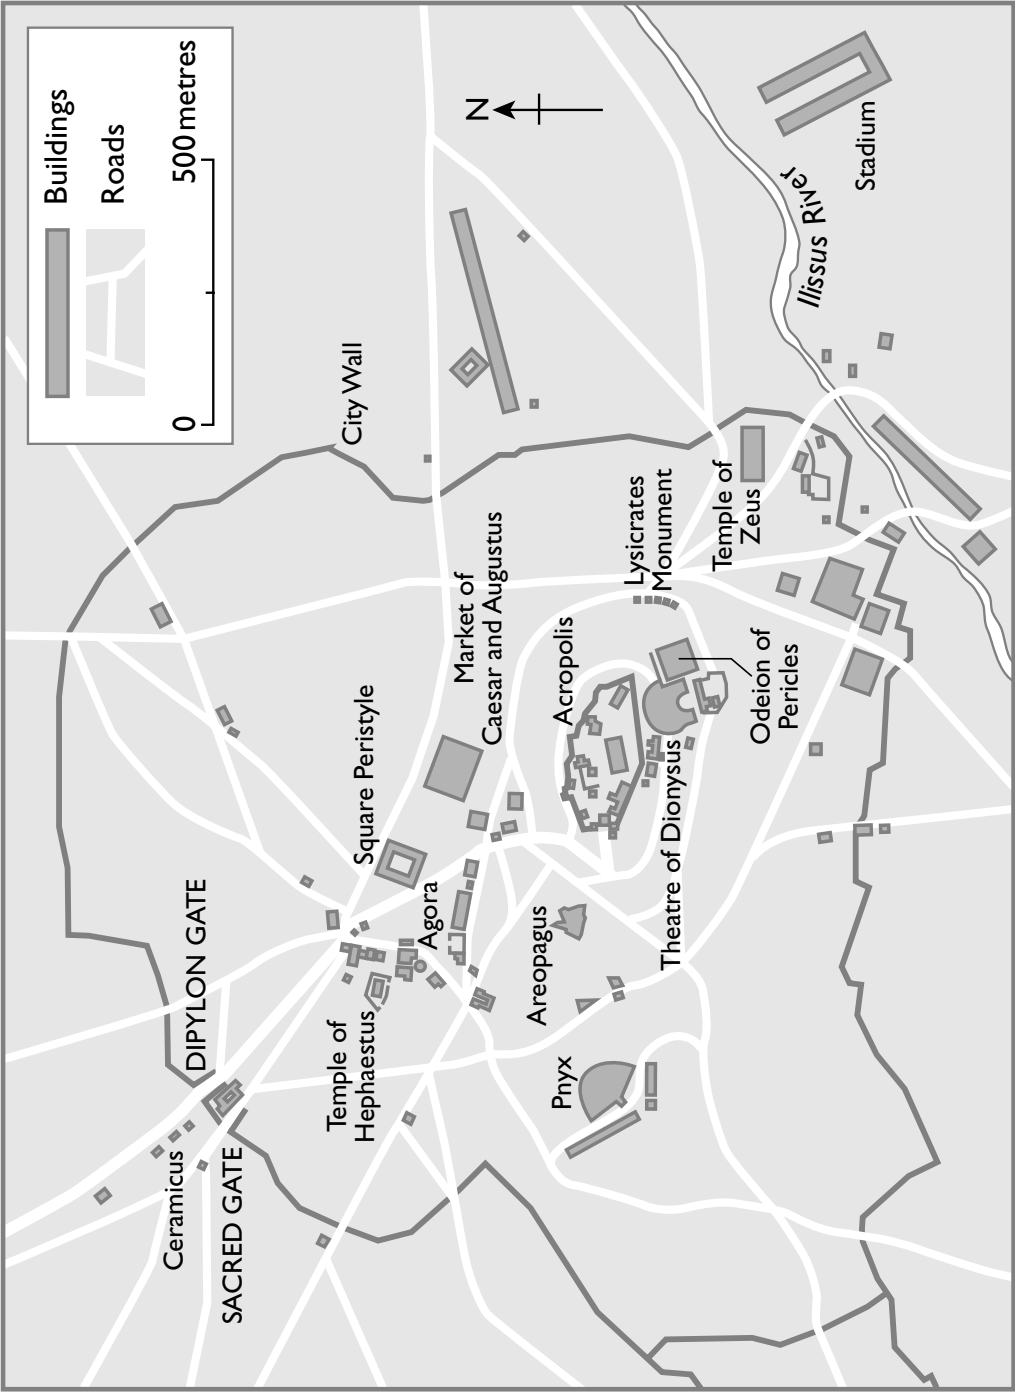 Buildings
Roads
0
500 metres
N
Stadium
Ilissus River
City Wall
Lysicrates
Monument
Temple of
Zeus
Market of
Caesar and Augustus
Acropolis
Odeion of
Pericles
Square Peristyle
Theatre of Dionysus
Agora
DIPYLON GATE
Areopagus
Temple of
Hephaestus
Pnyx
Ceramicus
SACRED GATE